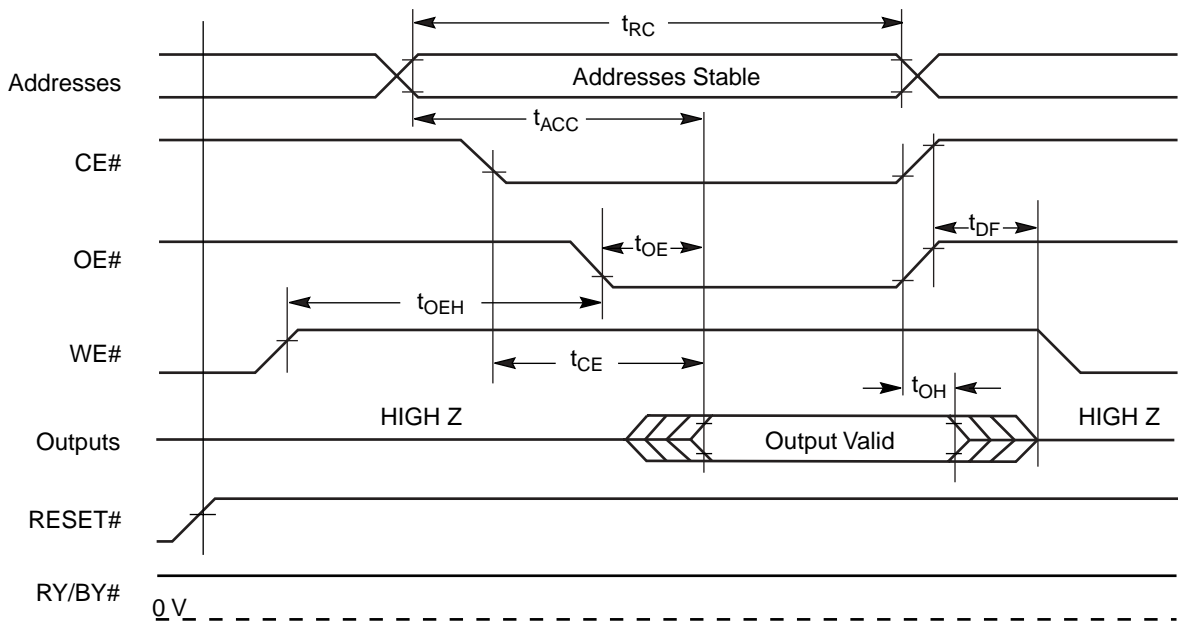 tRC
Addresses
Addresses Stable
tACC
CE#
tDF
OE#
tOE
tOEH
WE#
tCE
tOH
HIGH Z
HIGH Z
Outputs
Output Valid
RESET#
RY/BY#
0 V